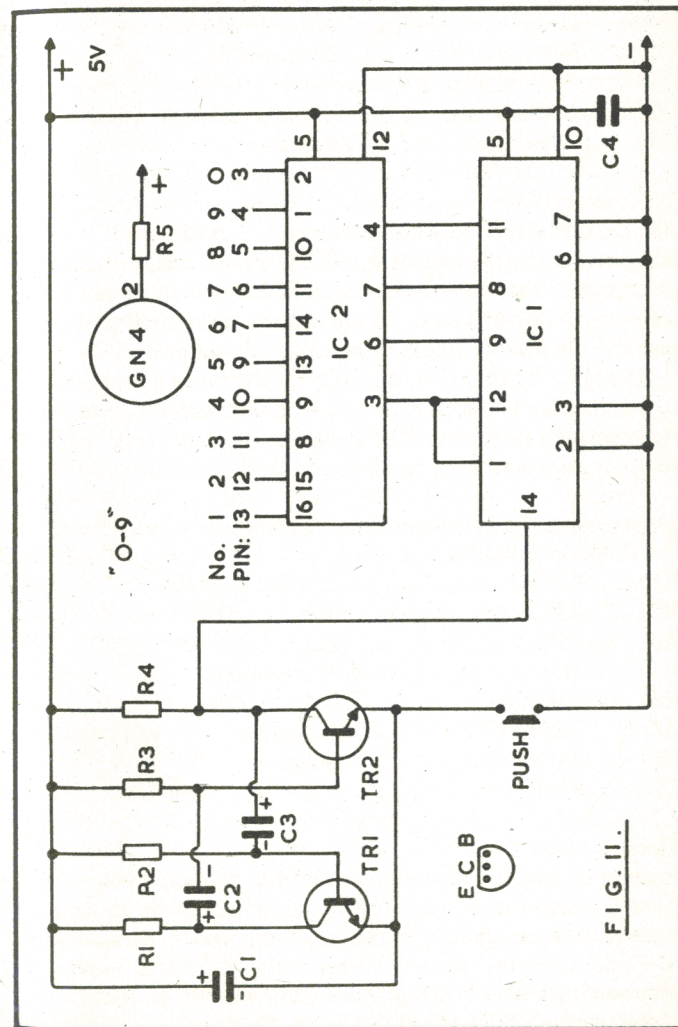 +
5V
"0-9"
2
GN4
+
R1 R2 R3 R4
R5
No. 1 2 3 4 5 6 7 8 9 0
PIN: 13 12 11 10 9 7 6 5 4 3
16 15 8 9 13 14 11 10 1 2
5
+
-
C1
+ -
C2
- +
C3
IC 2
3 6 7 4
12
TR1
TR2
1 12 9 8 11
5
14
IC 1
2 3 6 7
10
E C B
PUSH
C4
FIG. 11.
-